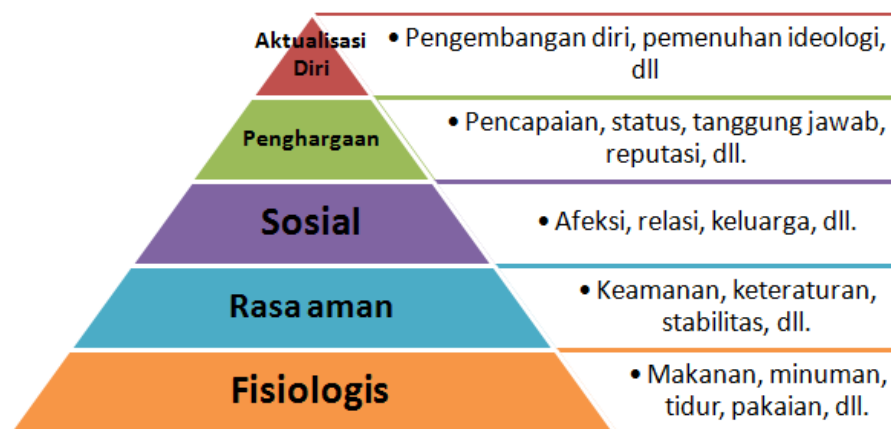 Aktualisasi
Diri
• Pengembangan diri, pemenuhan ideologi,
dll
Penghargaan
• Pencapaian, status, tanggung jawab,
reputasi, dll.
Sosial
• Afeksi, relasi, keluarga, dll.
Rasa aman
• Keamanan, keteraturan,
stabilitas, dll.
Fisiologis
• Makanan, minuman,
tidur, pakaian, dll.